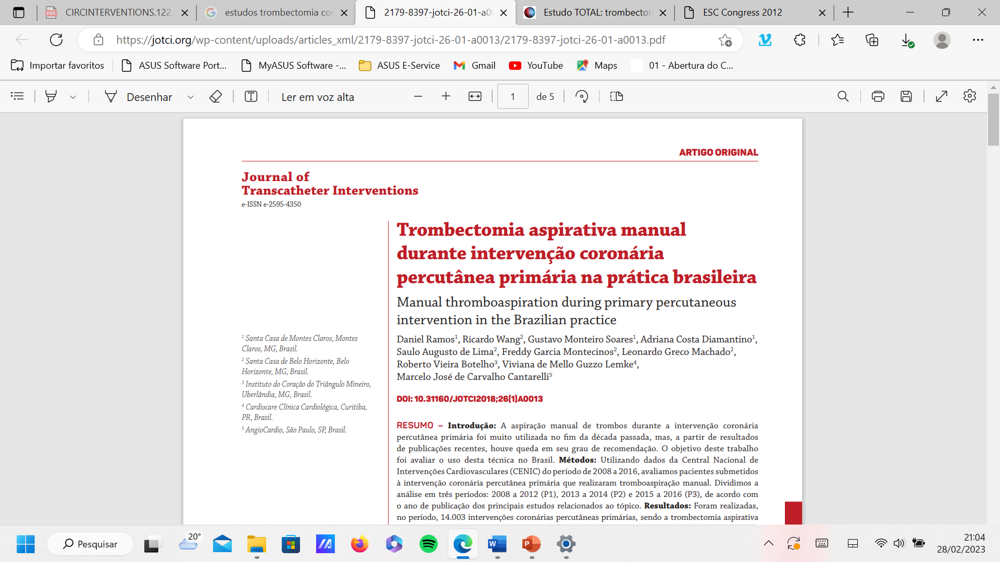 CIRCINTERVENTIONS.122.
estudos trombectomia co
2179-8397-jotci-26-01-a0
Estudo TOTAL: trombecto
ESC Congress 2012
https://jotci.org/wp-content/uploads/articles_xml/2179-8397-jotci-26-01-a0013/2179-8397-jotci-26-01-a0013.pdf
Importar favoritos
ASUS Software Port...
MyASUS Software -...
ASUS E-Service
Gmail
YouTube
Maps
01 - Abertura do C...
Desenhar
Ler em voz alta
1
de 5
ARTIGO ORIGINAL
Journal of
Transcatheter Interventions
e-ISSN e-2595-4350
Trombectomia aspirativa manual
durante intervenção coronária
percutânea primária na prática brasileira
Manual thromboaspiration during primary percutaneous
intervention in the Brazilian practice
Daniel Ramos¹, Ricardo Wang², Gustavo Monteiro Soares¹, Adriana Costa Diamantino¹,
Saulo Augusto de Lima², Freddy Garcia Montecinos², Leonardo Greco Machado²,
Roberto Vieira Botelho³, Viviana de Mello Guzzo Lemke⁴,
Marcelo José de Carvalho Cantarelli⁵
¹ Santa Casa de Montes Claros, Montes
Claros, MG, Brasil.
² Santa Casa de Belo Horizonte, Belo
Horizonte, MG, Brasil.
³ Instituto do Coração do Triângulo Mineiro,
Uberlândia, MG, Brasil.
⁴ Cardiocare Clínica Cardiológica, Curitiba,
PR, Brasil.
⁵ AngioCardio, São Paulo, SP, Brasil.
DOI: 10.31160/JOTCI2018;26(1)A0013
RESUMO – Introdução: A aspiração manual de trombos durante a intervenção coronária
percutânea primária foi muito utilizada no fim da década passada, mas, a partir de resultados
de publicações recentes, houve queda em seu grau de recomendação. O objetivo deste trabalho
foi avaliar o uso desta técnica no Brasil. Métodos: Utilizando dados da Central Nacional de
Intervenções Cardiovasculares (CENIC) do período de 2008 a 2016, avaliamos pacientes submetidos
à intervenção coronária percutânea primária que realizaram tromboaspiração manual. Dividimos a
análise em três períodos: 2008 a 2012 (P1), 2013 a 2014 (P2) e 2015 a 2016 (P3), de acordo com
o ano de publicação dos principais estudos relacionados ao tópico. Resultados: Foram realizadas,
no período, 14.003 intervenções coronárias percutâneas primárias, sendo a trombectomia aspirativa
Pesquisar
20°
21:04
28/02/2023